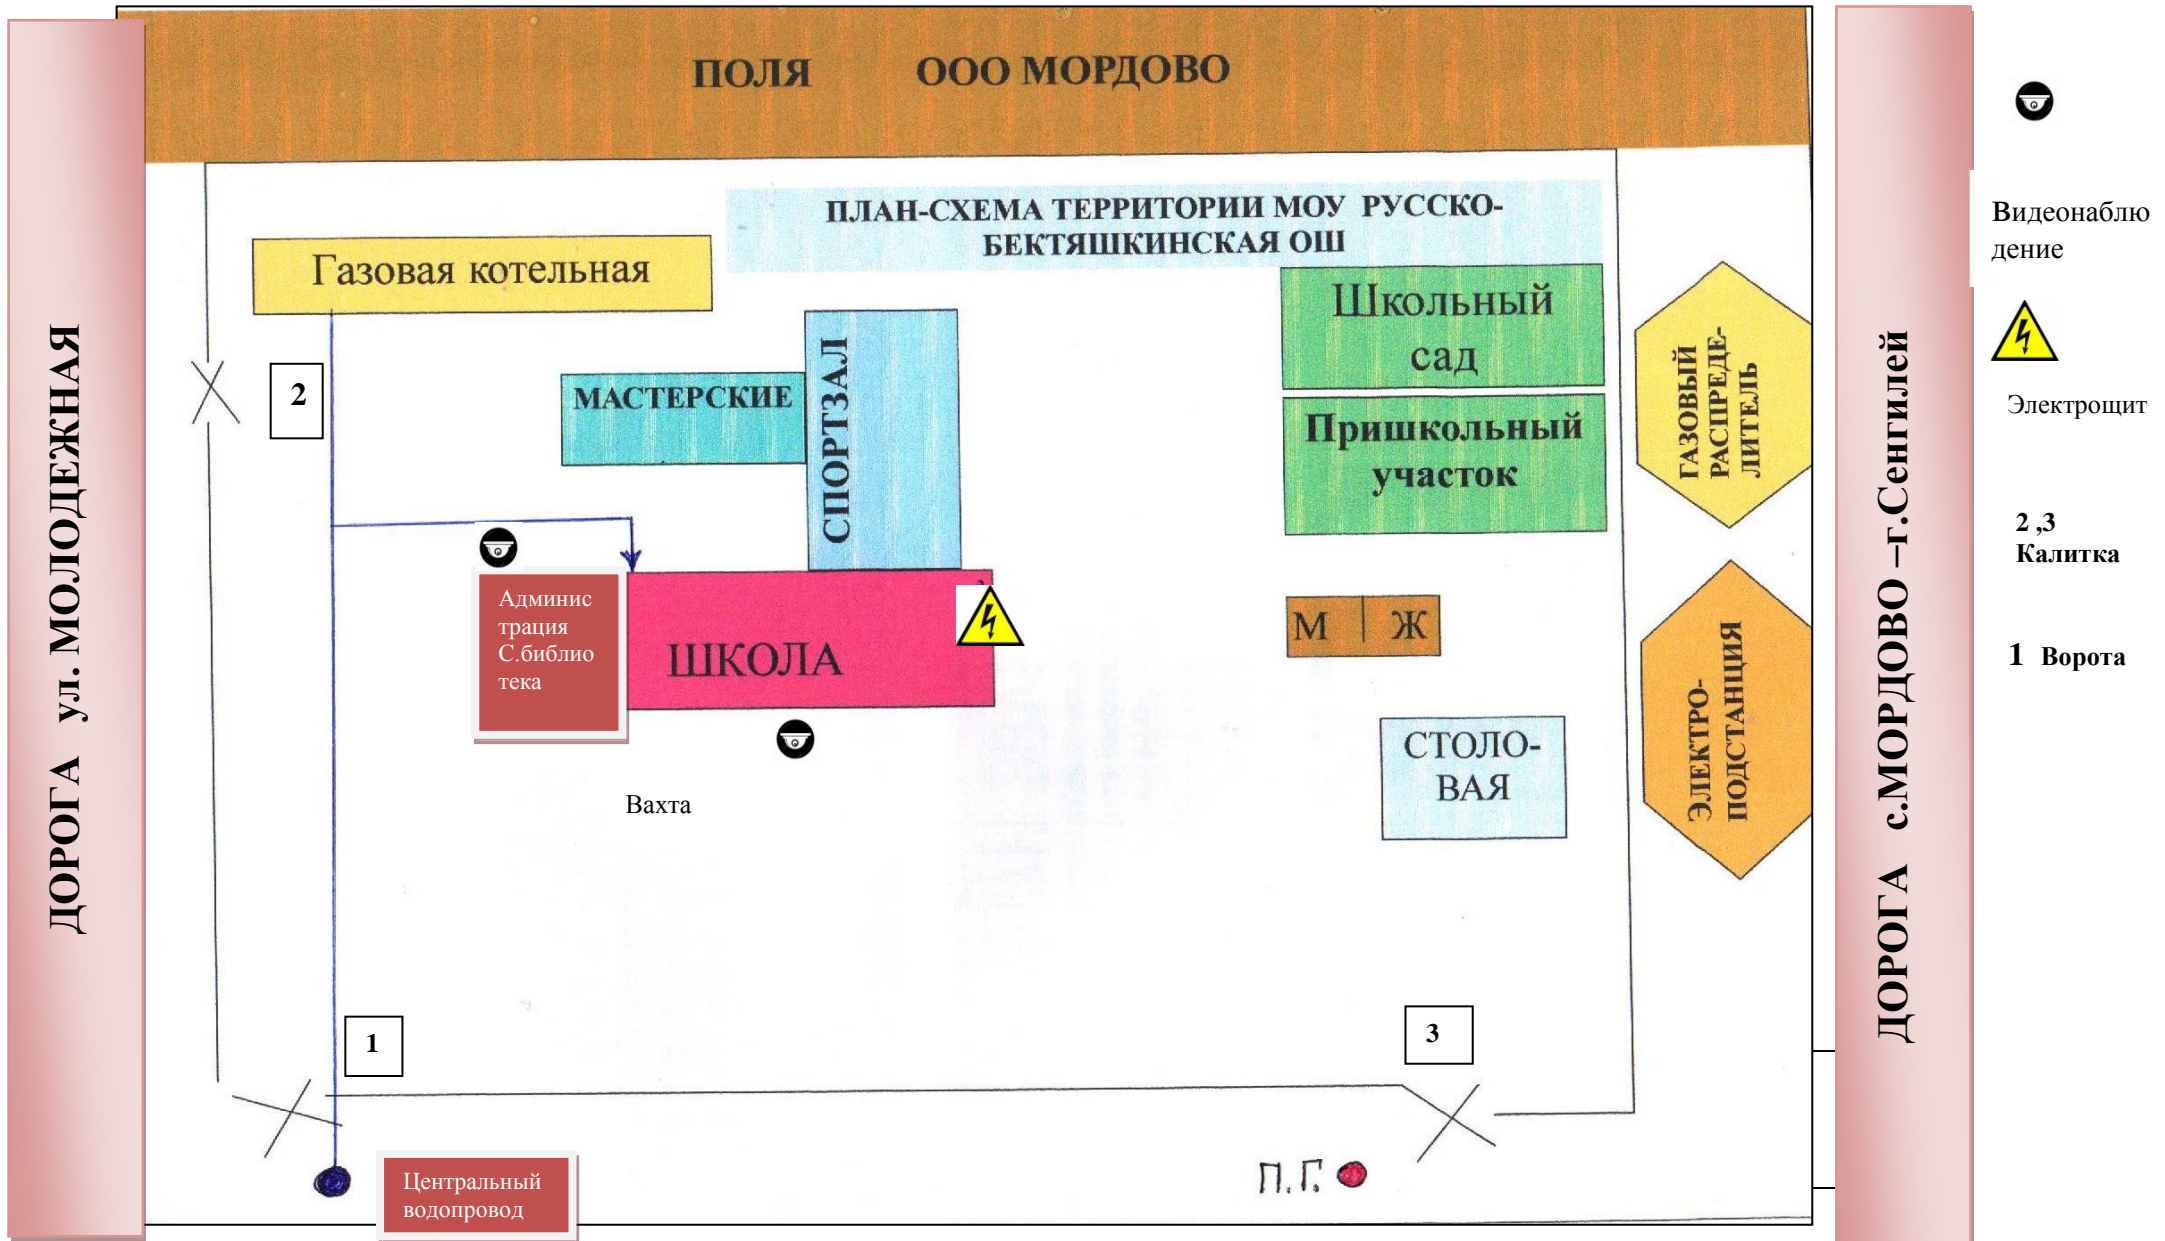 ПОЛЯ ООО МОРДОВО
ПЛАН-СХЕМА ТЕРРИТОРИИ МОУ РУССКО-
БЕКТЯШКИНСКАЯ ОШ
ДОРОГА ул. МОЛОДЕЖНАЯ
Газовая котельная
2
МАСТЕРСКИЕ
СПОРТЗАЛ
Школьный
сад
Пришкольный
участок
ГАЗОВЫЙ
РАСПРЕДЕ-
ЛИТЕЛЬ
Админис
трация
С.библио
тека
ШКОЛА
М | Ж
СТОЛО-
ВАЯ
ЭЛЕКТРО-
ПОДСТАНЦИЯ
Вахта
1
3
Центральный
водопровод
П.Г.
ДОРОГА с.МОРДОВО –г.Сенгилей
Видеонаблю
дение
Электрощит
2 ,3
Калитка
1 Ворота